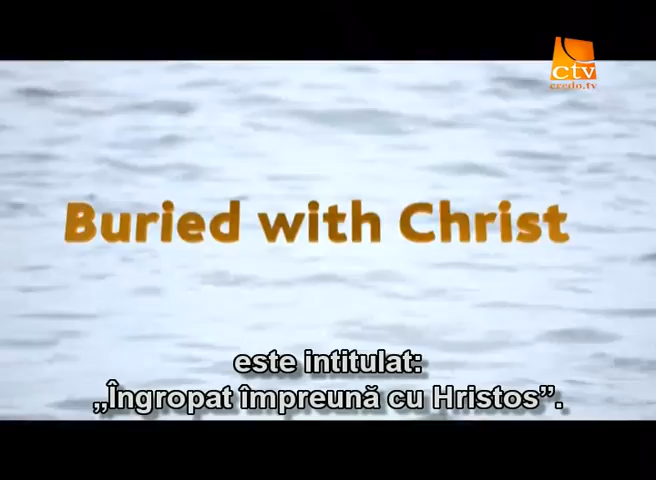 ctv
credo.tv
Buried with Christ
este intitulat:
„Îngropat împreună cu Hristos”.